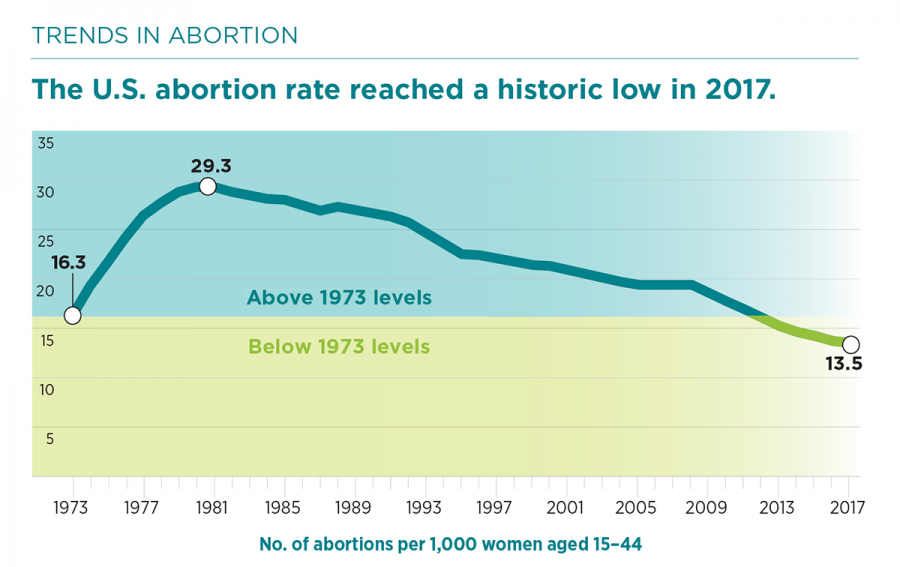 TRENDS IN ABORTION
The U.S. abortion rate reached a historic low in 2017.
35
29.3
30
25
16.3
20
Above 1973 levels
15
Below 1973 levels
13.5
10
5
1973 1977 1981 1985 1989 1993 1997 2001 2005 2009 2013 2017
No. of abortions per 1,000 women aged 15–44